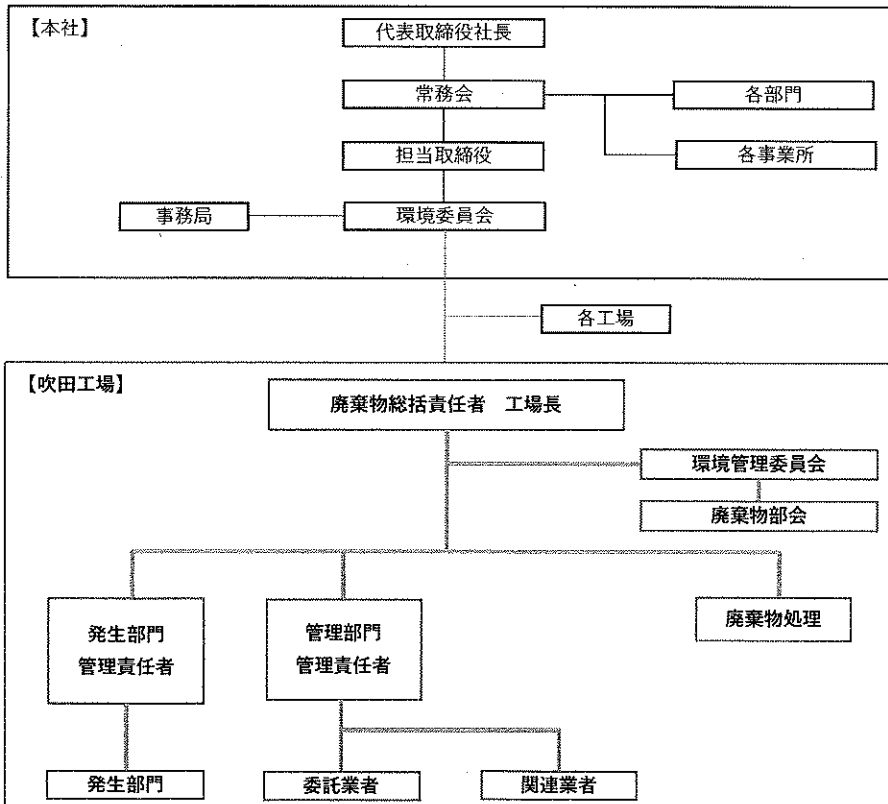 【本社】
代表取締役社長
常務会
各部門
担当取締役
各事業所
事務局
環境委員会
各工場
【吹田工場】
廃棄物総括責任者　工場長
環境管理委員会
廃棄物部会
発生部門
管理責任者
管理部門
管理責任者
廃棄物処理
発生部門
委託業者
関連業者